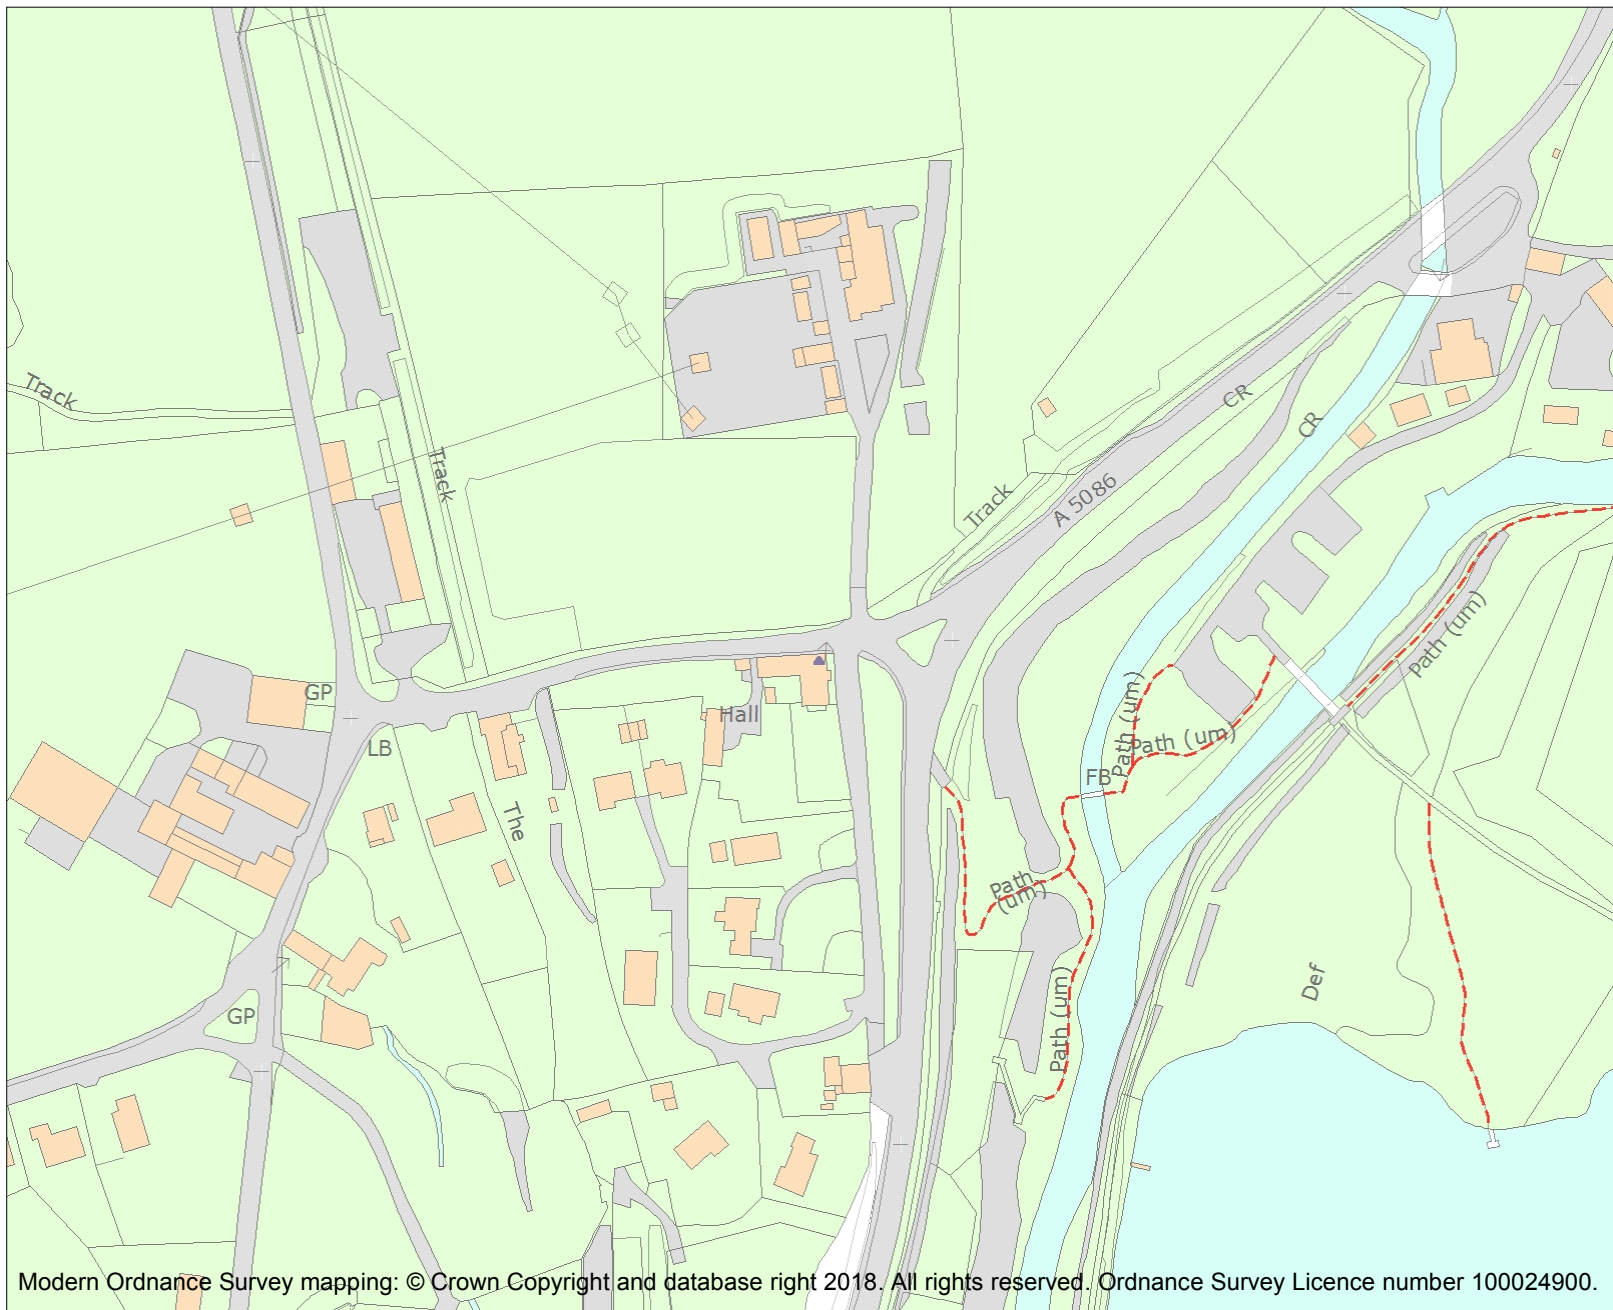 Track
Track
CR
CR
A 5086
Track
Path (um)
GP
Path (um)
Hall
LB
Path (um)
FB
The
Path
(um)
Path (um)
Def
GP
Modern Ordnance Survey mapping: © Crown Copyright and database right 2018. All rights reserved. Ordnance Survey Licence number 100024900.